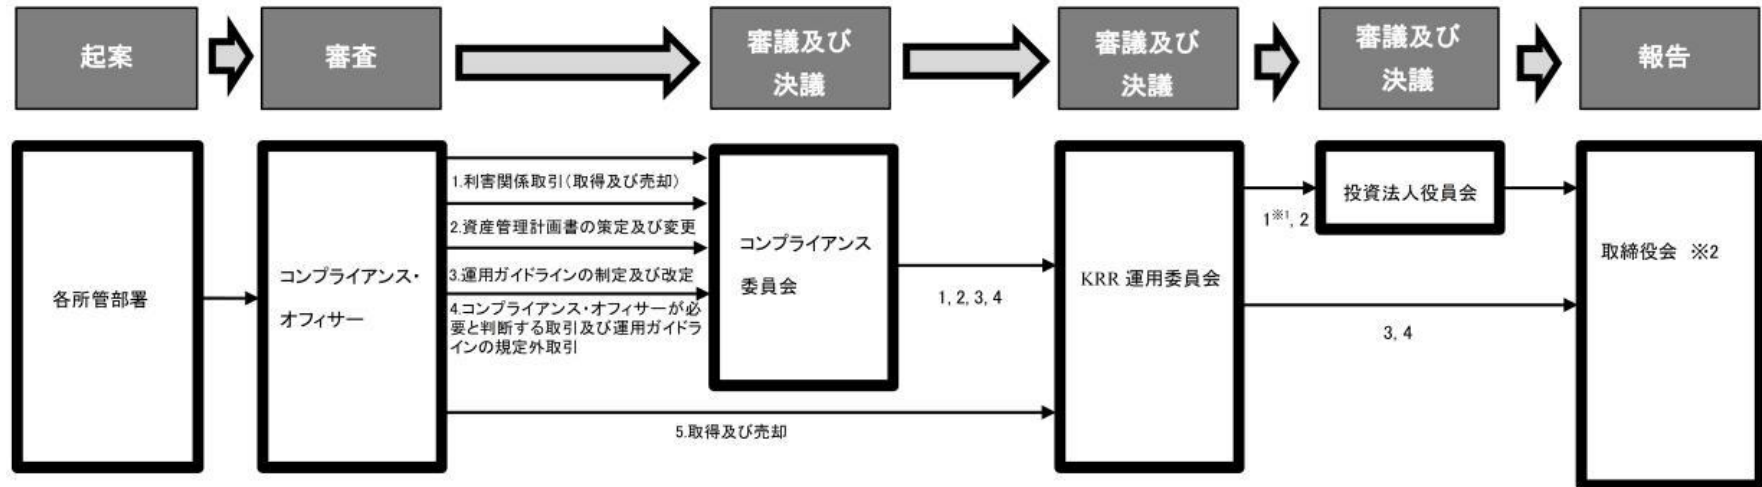 起案
審査
審議及び
決議
審議及び
決議
審議及び
決議
報告
各所管部署
コンプライアンス・
オフィサー
1.利害関係取引(取得及び売却)
2.資産管理計画書の策定及び変更
3.運用ガイドラインの制定及び改定
4.コンプライアンス・オフィサーが必
要と判断する取引及び運用ガイドラ
インの規定外取引
5.取得及び売却
コンプライアンス
委員会
1, 2, 3, 4
KRR 運用委員会
1※1, 2
3, 4
投資法人役員会
取締役会 ※2